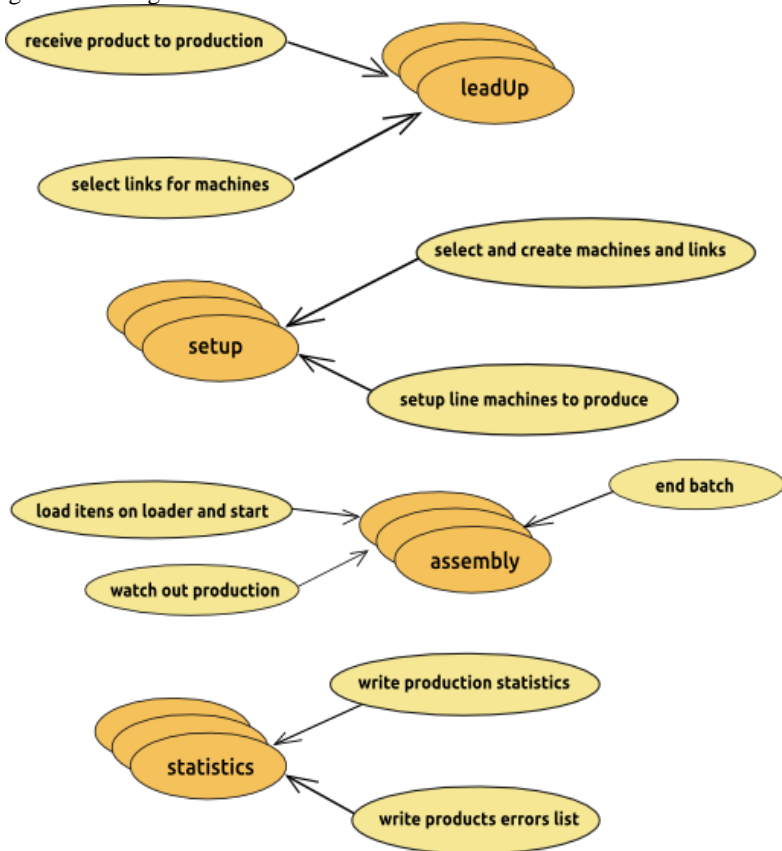 receive product to production
leadUp
select links for machines
select and create machines and links
setup
setup line machines to produce
end batch
load itens on loader and start
assembly
watch out production
write production statistics
statistics
write products errors list